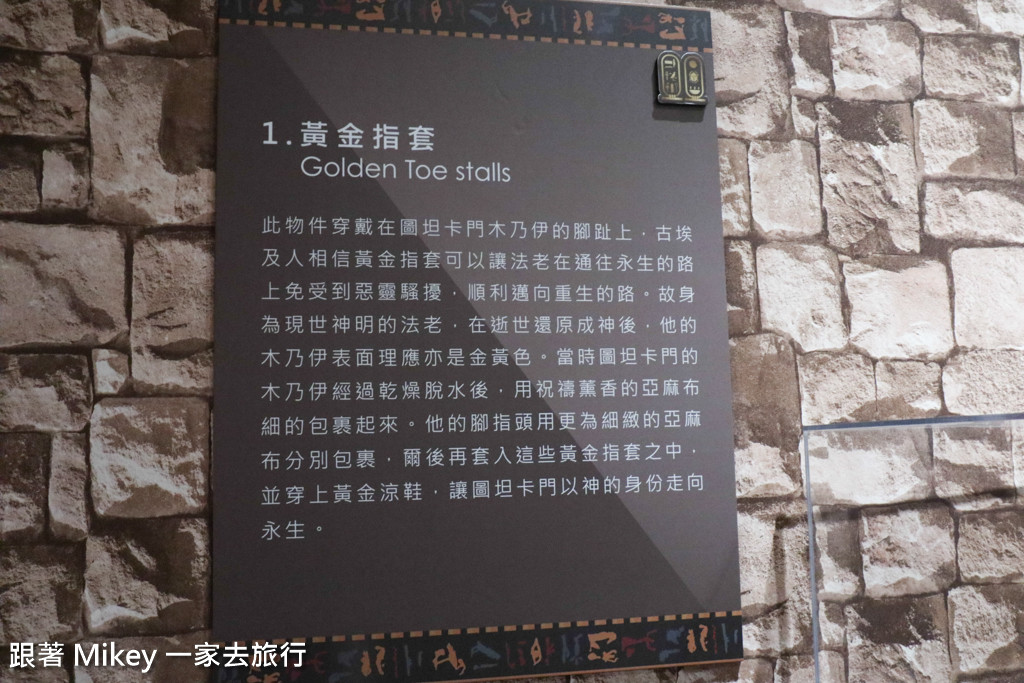 1.黃金指套
Golden Toe stalls
此物件穿戴在圖坦卡門木乃伊的腳趾上，古埃
及人相信黃金指套可以讓法老在通往永生的路
上免受到惡靈騷擾，順利邁向重生的路。故身
為現世神明的法老，在逝世還原成神後，他的
木乃伊表面理應亦是金黃色。當時圖坦卡門的
木乃伊經過乾燥脫水後，用祝禱薰香的亞麻布
細的包裹起來。他的腳指頭用更為細緻的亞麻
布分別包裹，爾後再套入這些黃金指套之中，
並穿上黃金涼鞋，讓圖坦卡門以神的身份走向
永生。
跟著 Mikey 一家去旅行